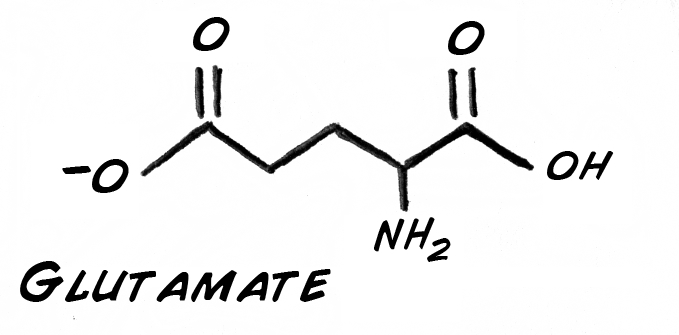 O O
-O OH
NH2
GLUTAMATE